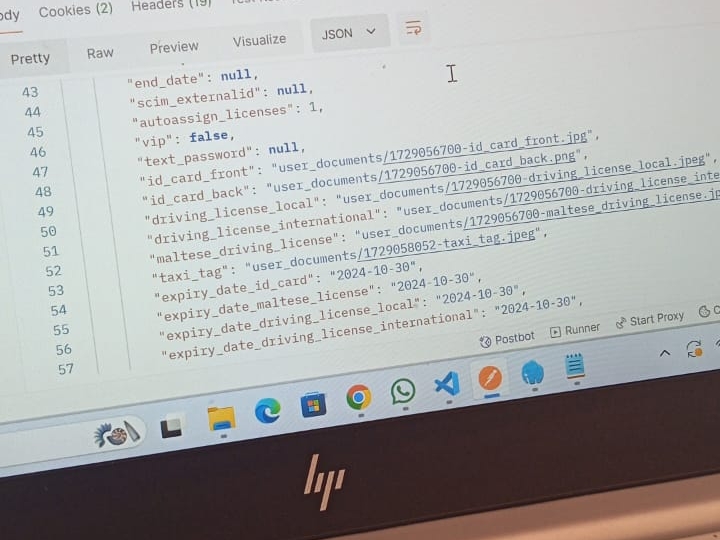 Cookies (2) Headers (19)
Pretty Raw Preview Visualize JSON
43 "end_date": null,
44 "scim_externalid": null,
45 "autoassign_licenses": 1,
46 "vip": false,
47 "text_password": null,
48 "id_card_front": "user_documents/1729056700-id_card_front.jpg",
49 "id_card_back": "user_documents/1729056700-id_card_back.png",
50 "driving_license_local": "user_documents/1729056700-driving_license_local.jpeg",
51 "driving_license_international": "user_documents/1729056700-driving_license_inte
52 "maltese_driving_license": "user_documents/1729056700-maltese_driving_license.jp
53 "taxi_tag": "user_documents/1729058052-taxi_tag.jpeg",
54 "expiry_date_id_card": "2024-10-30",
55 "expiry_date_maltese_license": "2024-10-30",
56 "expiry_date_driving_license_local": "2024-10-30",
57 "expiry_date_driving_license_international": "2024-10-30",
Postbot Runner Start Proxy
hp